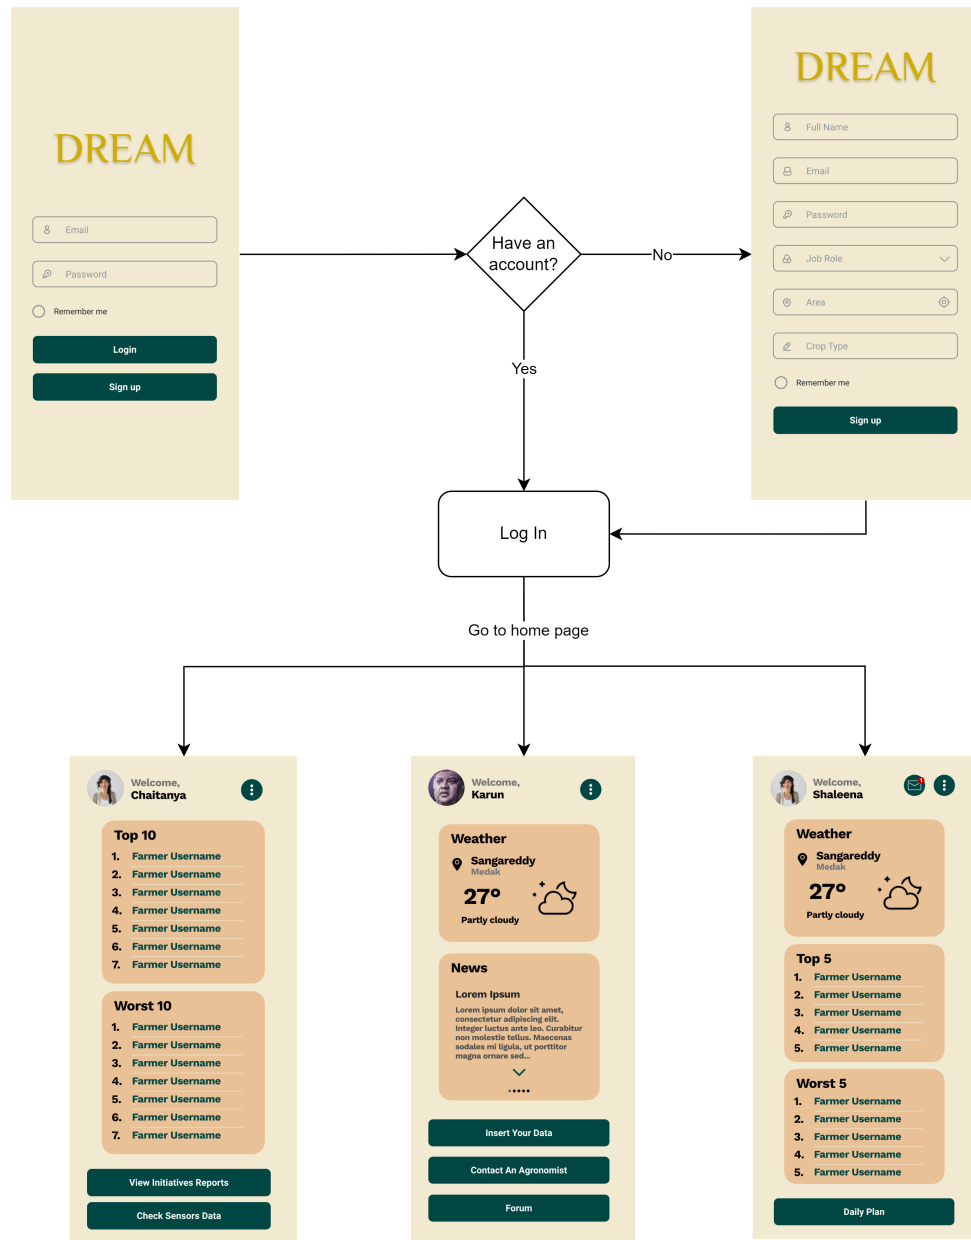 DREAM
Email
Password
Remember me
Login
Sign up
Have an
account?
No
Yes
DREAM
Full Name
Email
Password
Job Role
Area
Crop Type
Remember me
Sign up
Log In
Go to home page
Welcome,
Chaitanya
Top 10
1. Farmer Username
2. Farmer Username
3. Farmer Username
4. Farmer Username
5. Farmer Username
6. Farmer Username
7. Farmer Username
Worst 10
1. Farmer Username
2. Farmer Username
3. Farmer Username
4. Farmer Username
5. Farmer Username
6. Farmer Username
7. Farmer Username
View Initiatives Reports
Check Sensors Data
Welcome,
Karun
Weather
Sangareddy
Medak
27°
Partly cloudy
News
Lorem Ipsum
Lorem ipsum dolor sit amet,
consectetur adipiscing elit.
Integer luctus ante leo. Curabitur
non molestie tellus. Maecenas
sodales mi ligula, ut porttitor
magna ornare sed...
Insert Your Data
Contact An Agronomist
Forum
Welcome,
Shaleena
1
Weather
Sangareddy
Medak
27°
Partly cloudy
Top 5
1. Farmer Username
2. Farmer Username
3. Farmer Username
4. Farmer Username
5. Farmer Username
Worst 5
1. Farmer Username
2. Farmer Username
3. Farmer Username
4. Farmer Username
5. Farmer Username
Daily Plan